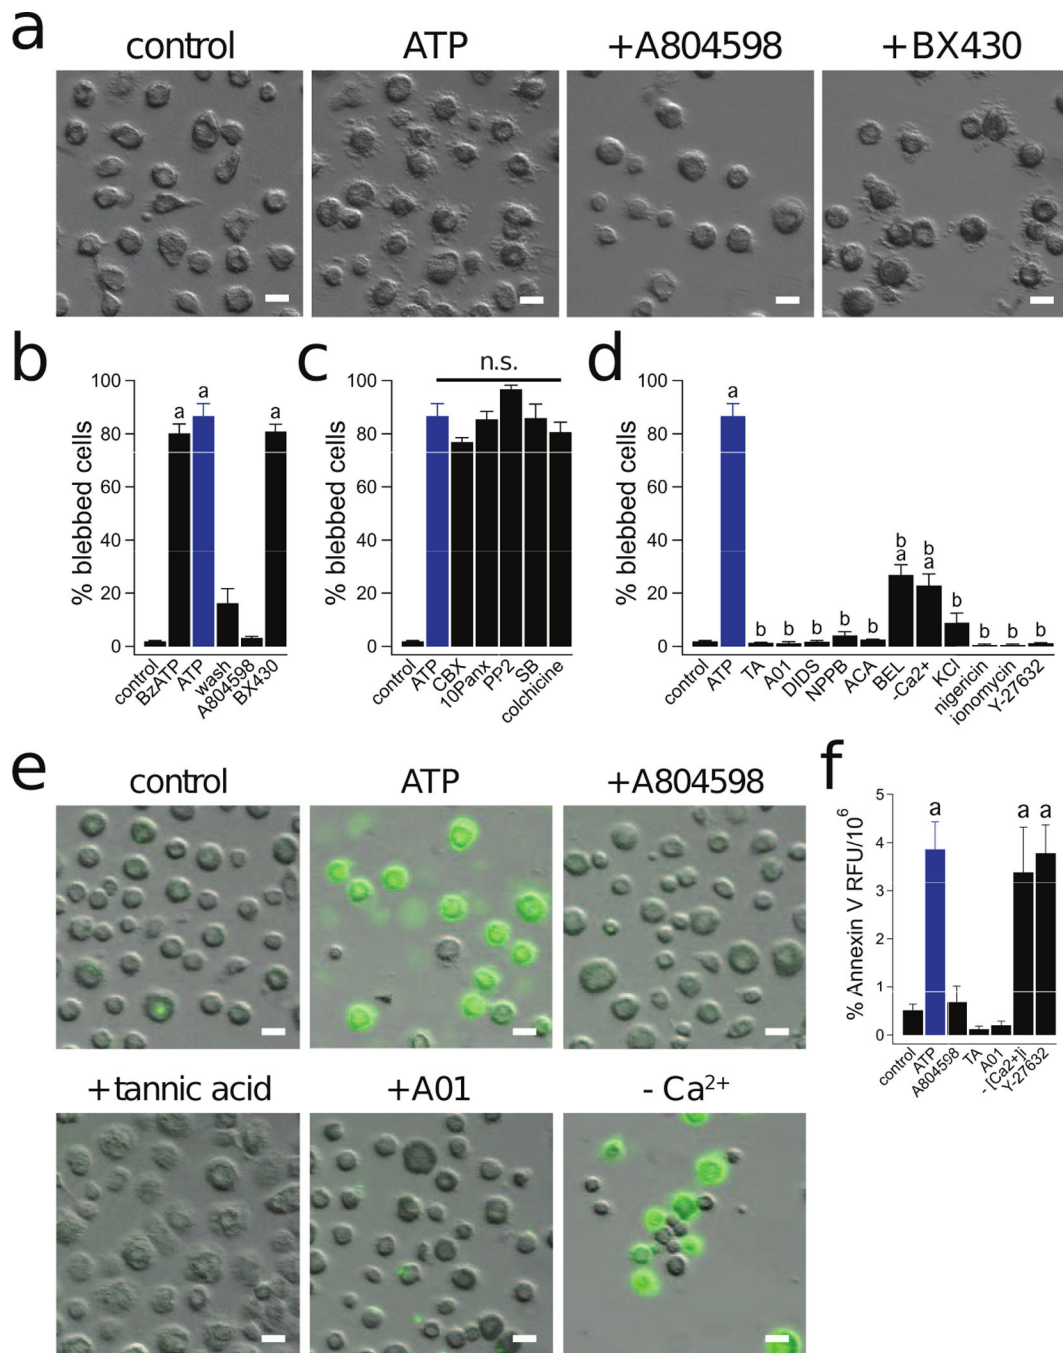 a
control
ATP
+A804598
+BX430
b
% blebbed cells
100
80
60
40
20
0
a
a
a
control
BzATP
ATP
wash
A804598
BX430
c
% blebbed cells
100
80
60
40
20
0
n.s.
control
ATP
CBX
10Panx
PP2
SB
colchicine
d
% blebbed cells
100
80
60
40
20
0
a
b
b
b
b
b
b
a
b
a
b
b
b
b
control
ATP
TA
A01
DIDS
NPPB
ACA
BEL
-Ca2+
KCl
nigericin
ionomycin
Y-27632
e
control
ATP
+A804598
+tannic acid
+A01
- Ca²⁺
f
% Annexin V RFU/10⁶
5
4
3
2
1
0
a
a
a
control
ATP
A804598
TA
A01
- [Ca2+]i
Y-27632